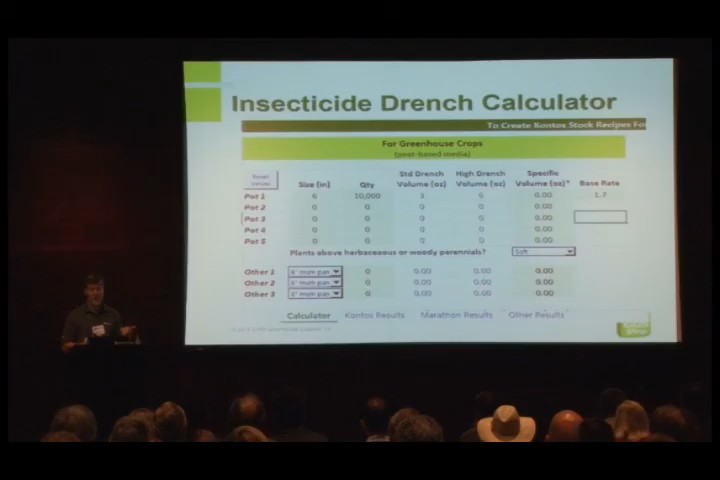 Insecticide Drench Calculator
To Create Kontos Stock Recipes Fo
For Greenhouse Crops
(peat-based media)
Reset Values Size (in) Qty Std Drench Volume (oz) High Drench Volume (oz) Specific Volume (oz)* Base Rate
Pot 1 6 10,000 3 0.00 1.7
Pot 2 0 0 0 0 0.00
Pot 3 0 0 0 0 0.00
Pot 4 0 0 0 0 0.00
Pot 5 0 0 0 0 0.00
Plants above herbaceous or woody perennials? Soft
Other 1 6" mum pan 0 0.00 0.00 0.00
Other 2 6" mum pan 0 0.00 0.00 0.00
Other 3 6" mum pan 0 0.00 0.00 0.00
Calculator Kontos Results Marathon Results Other Results